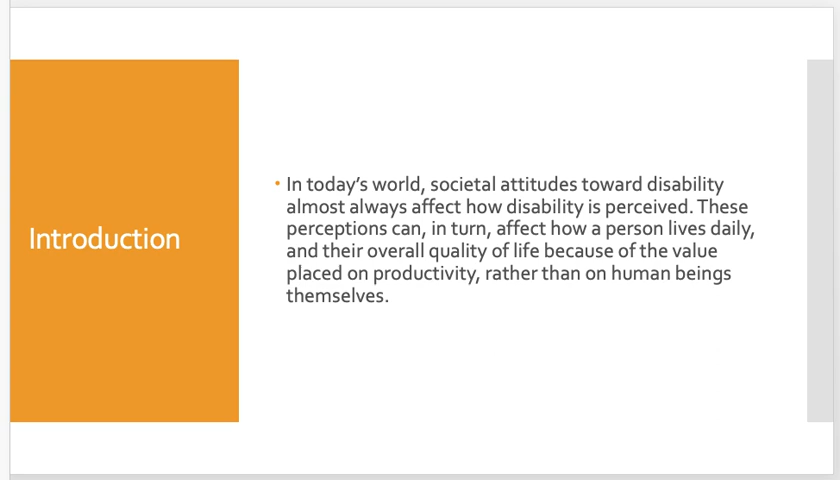 Introduction
• In today’s world, societal attitudes toward disability
almost always affect how disability is perceived. These
perceptions can, in turn, affect how a person lives daily,
and their overall quality of life because of the value
placed on productivity, rather than on human beings
themselves.